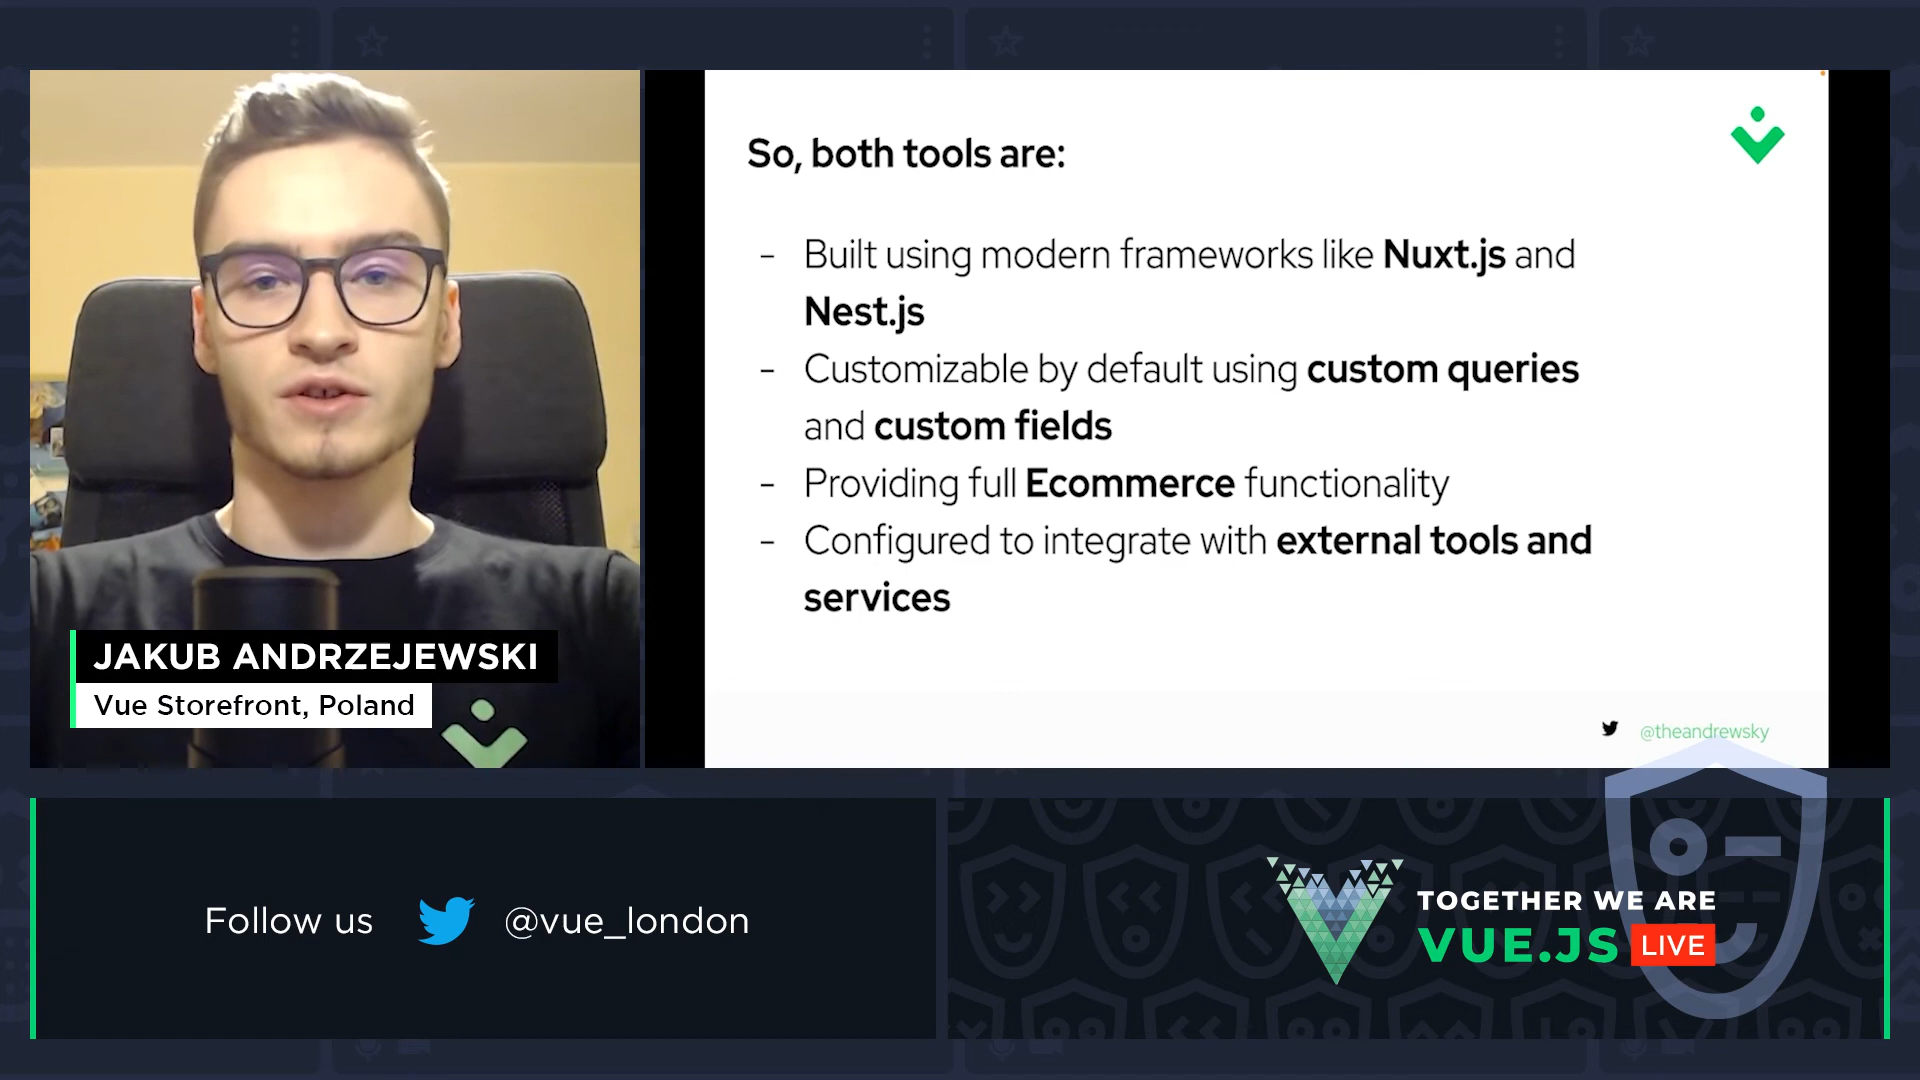 So, both tools are:
- Built using modern frameworks like Nuxt.js and
Nest.js
- Customizable by default using custom queries
and custom fields
- Providing full Ecommerce functionality
- Configured to integrate with external tools and
services
@theandrewsky
JAKUB ANDRZEJEWSKI
Vue Storefront, Poland
Follow us @vue_london
TOGETHER WE ARE
VUE.JS LIVE